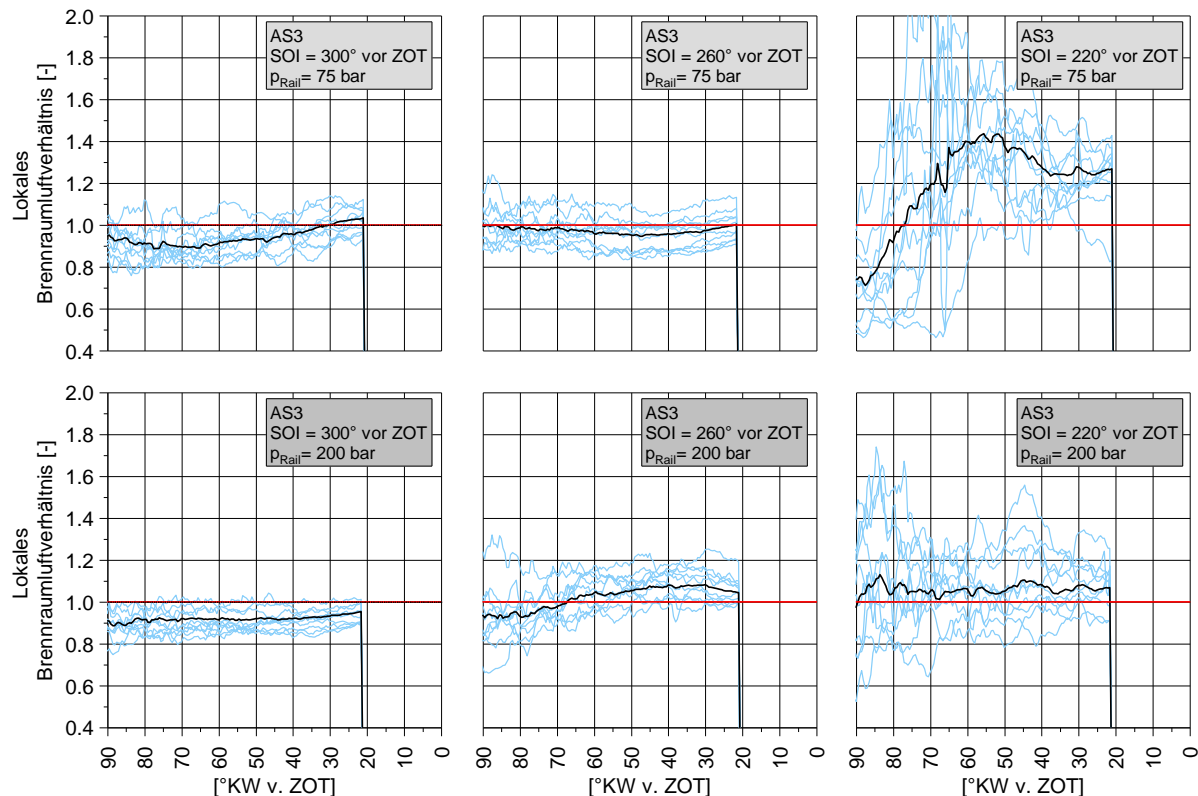 2.0
1.8
1.6
1.4
1.2
1.0
0.8
0.6
0.4
Lokales
Brennraumluftverhältnis [-]
AS3
SOI = 300° vor ZOT
pRail= 75 bar
AS3
SOI = 260° vor ZOT
pRail= 75 bar
AS3
SOI = 220° vor ZOT
pRail= 75 bar
2.0
1.8
1.6
1.4
1.2
1.0
0.8
0.6
0.4
Lokales
Brennraumluftverhältnis [-]
AS3
SOI = 300° vor ZOT
pRail= 200 bar
AS3
SOI = 260° vor ZOT
pRail= 200 bar
AS3
SOI = 220° vor ZOT
pRail= 200 bar
90 80 70 60 50 40 30 20 10 0
90 80 70 60 50 40 30 20 10 0
90 80 70 60 50 40 30 20 10 0
[°KW v. ZOT]
[°KW v. ZOT]
[°KW v. ZOT]